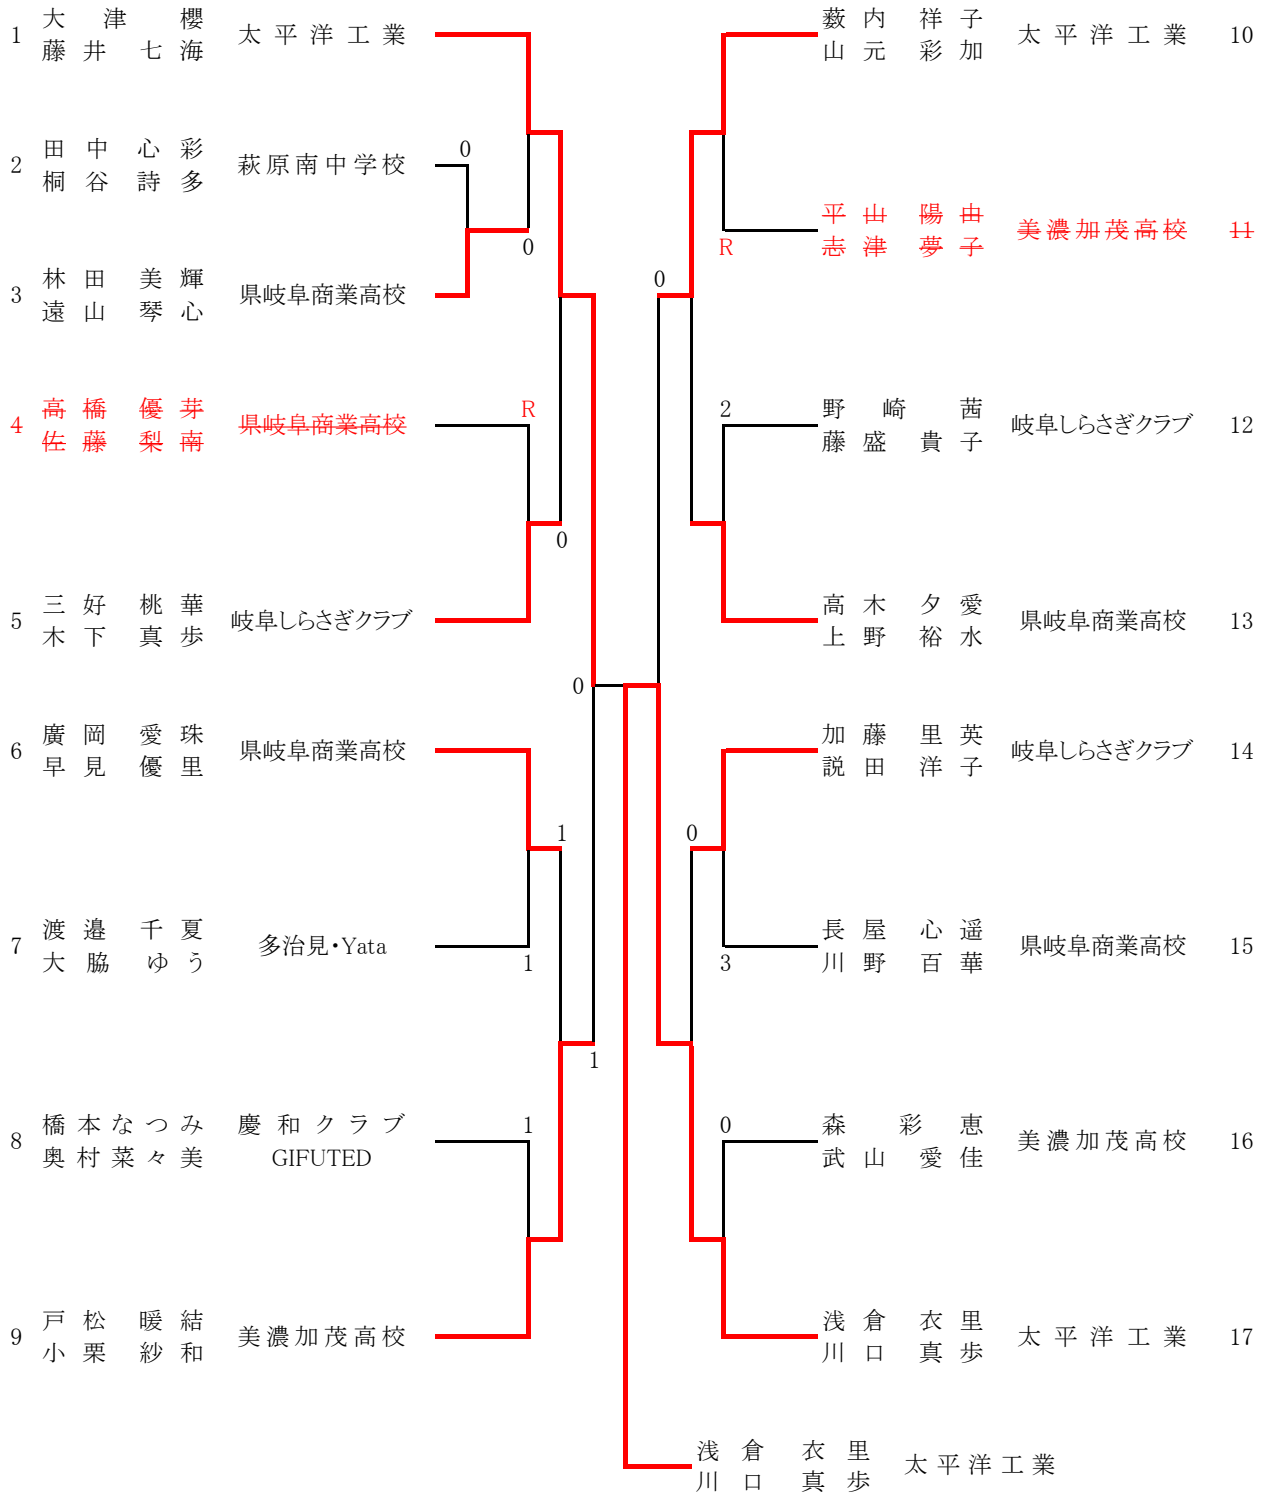 1 大津櫻 太平洋工業
藤井七海
0
2 田中心彩 萩原南中学校
桐谷詩多
0
3 林田美輝 県岐阜商業高校
遠山琴心
4 高橋優芽 県岐阜商業高校 R
佐藤梨南
0
5 三好桃華 岐阜しらさぎクラブ
木下真歩
0
6 廣岡愛珠 県岐阜商業高校
早見優里
1
7 渡邉千夏 多治見・Yata
大脇ゆう
1
1
8 橋本なつみ 慶和クラブ 1
奥村菜々美 GIFUTED
9 戸松暖結 美濃加茂高校
小栗紗和
藪内祥子 太平洋工業 10
山元彩加
平山陽由 美濃加茂高校 11
志津夢子
R
0
2 野崎茜 岐阜しらさぎクラブ 12
藤盛貴子
高木夕愛 県岐阜商業高校 13
上野裕水
加藤里英 岐阜しらさぎクラブ 14
説田洋子
0
長屋心遥 県岐阜商業高校 15
川野百華
3
0 森彩恵 美濃加茂高校 16
武山愛佳
浅倉衣里 太平洋工業 17
川口真歩
浅倉衣里 太平洋工業
川口真歩